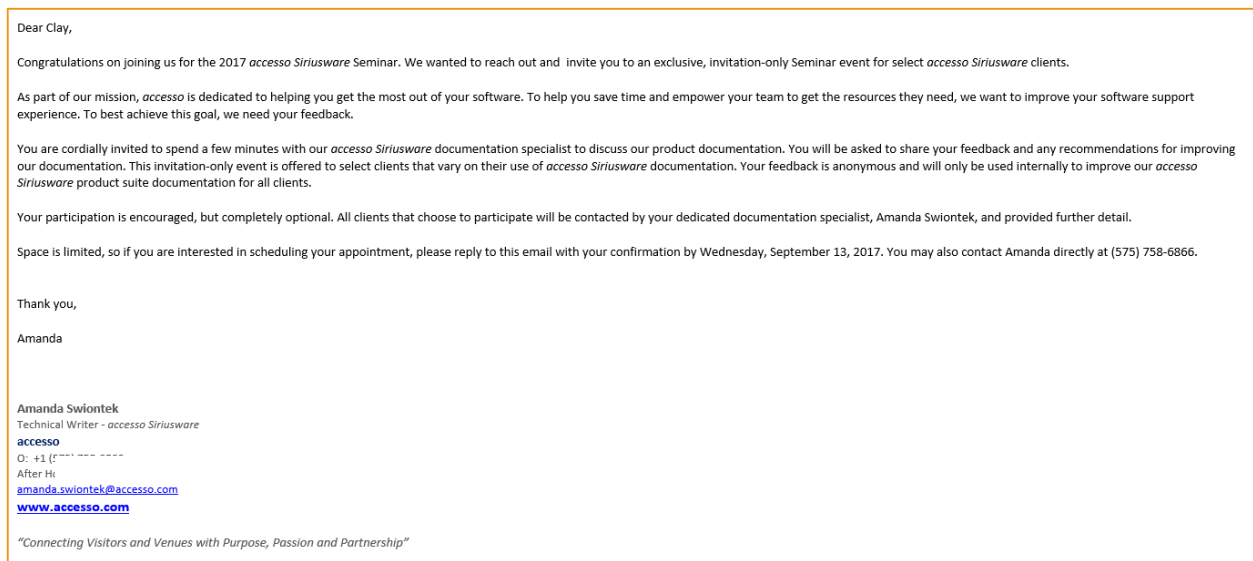 Dear Clay,
Congratulations on joining us for the 2017 accesso Siriusware Seminar. We wanted to reach out and  invite you to an exclusive, invitation-only Seminar event for select accesso Siriusware clients.
As part of our mission, accesso is dedicated to helping you get the most out of your software. To help you save time and empower your team to get the resources they need, we want to improve your software support
experience. To best achieve this goal, we need your feedback.
You are cordially invited to spend a few minutes with our accesso Siriusware documentation specialist to discuss our product documentation. You will be asked to share your feedback and any recommendations for improving
our documentation. This invitation-only event is offered to select clients that vary on their use of accesso Siriusware documentation. Your feedback is anonymous and will only be used internally to improve our accesso
Siriusware product suite documentation for all clients.
Your participation is encouraged, but completely optional. All clients that choose to participate will be contacted by your dedicated documentation specialist, Amanda Swiontek, and provided further detail.
Space is limited, so if you are interested in scheduling your appointment, please reply to this email with your confirmation by Wednesday, September 13, 2017. You may also contact Amanda directly at (575) 758-6866.
Thank you,
Amanda
Amanda Swiontek
Technical Writer - accesso Siriusware
accesso
O: +1
After
amanda.swiontek@accesso.com
www.accesso.com
“Connecting Visitors and Venues with Purpose, Passion and Partnership”